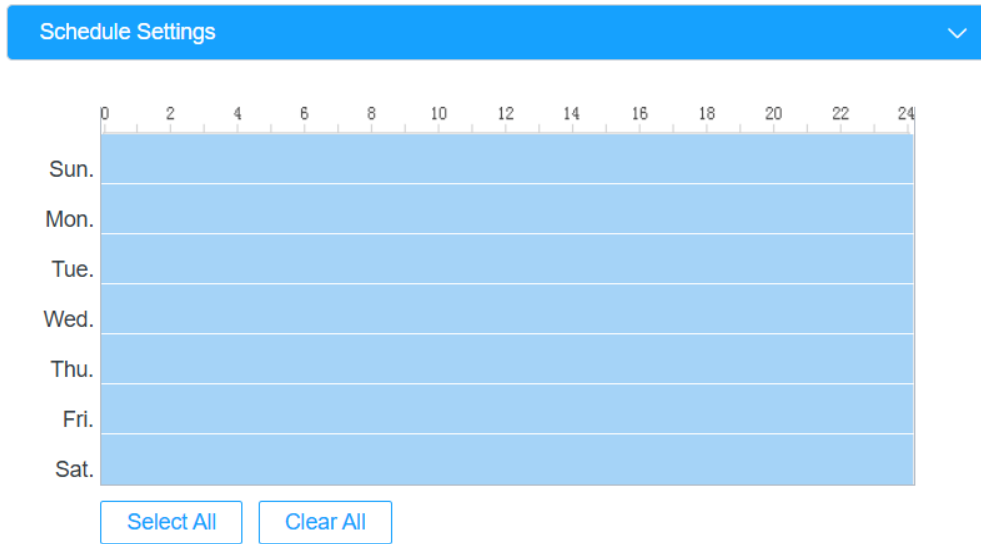 Schedule Settings
0 2 4 6 8 10 12 14 16 18 20 22 24
Sun.
Mon.
Tue.
Wed.
Thu.
Fri.
Sat.
Select All Clear All